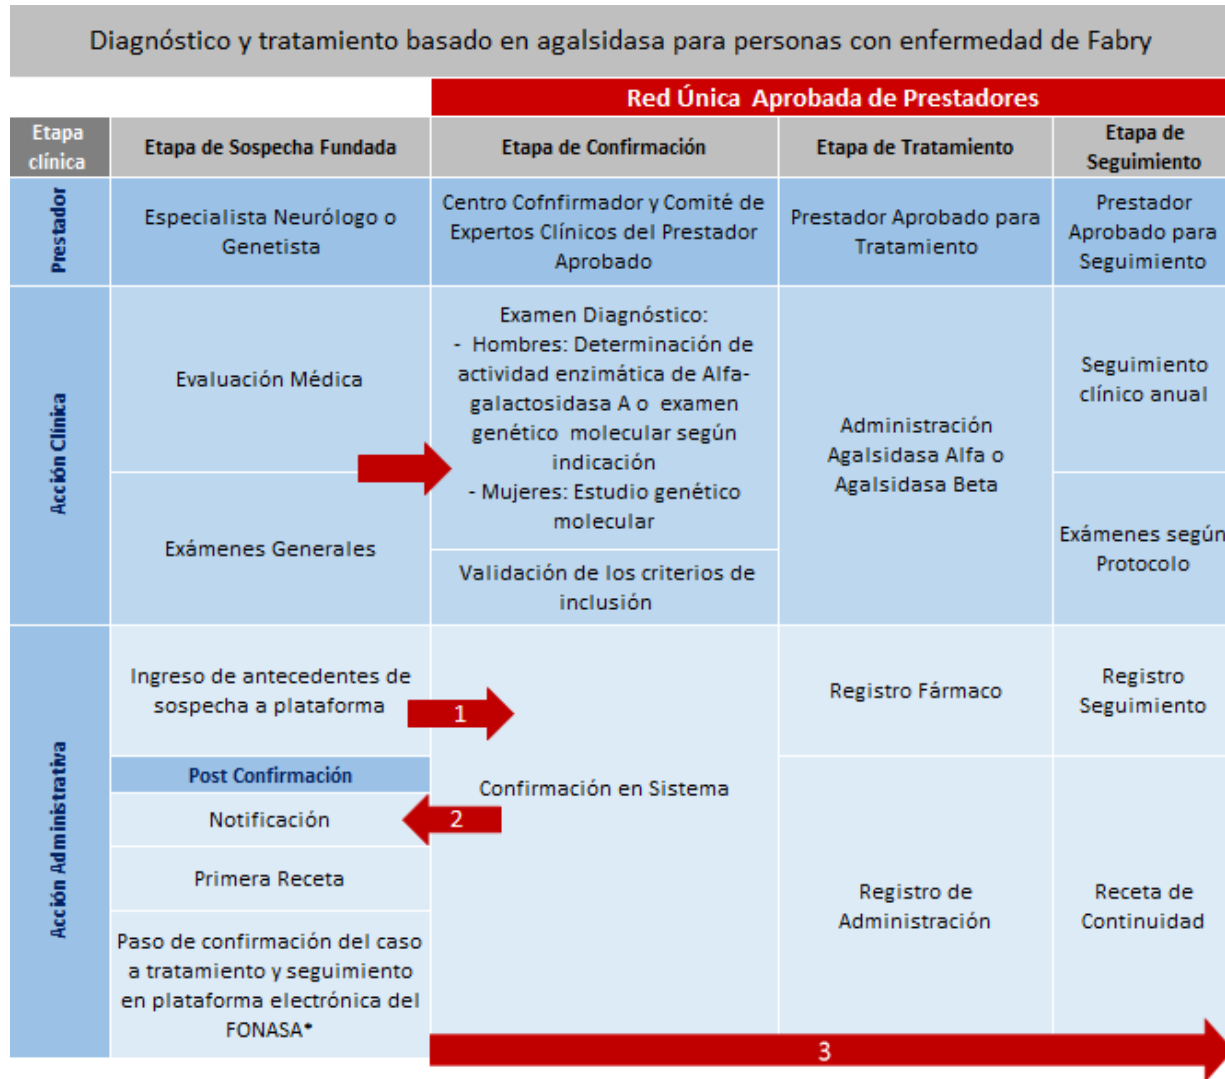 Diagnóstico y tratamiento basado en agalsidasa para personas con enfermedad de Fabry
Red Única Aprobada de Prestadores
Etapa
clínica
Etapa de Sospecha Fundada
Etapa de Confirmación
Etapa de Tratamiento
Etapa de
Seguimiento
Prestador
Especialista Neurólogo o
Genetista
Centro Cofnfirmador y Comité de
Expertos Clínicos del Prestador
Aprobado
Prestador Aprobado para
Tratamiento
Prestador
Aprobado para
Seguimiento
Acción Clínica
Evaluación Médica
Exámenes Generales
Examen Diagnóstico:
- Hombres: Determinación de
actividad enzimática de Alfa-
galactosidasa A o examen
genético molecular según
indicación
- Mujeres: Estudio genético
molecular
Validación de los criterios de
inclusión
Administración
Agalsidasa Alfa o
Agalsidasa Beta
Seguimiento
clínico anual
Exámenes según
Protocolo
Acción Administrativa
Ingreso de antecedentes de
sospecha a plataforma
1
Post Confirmación
Notificación
2
Primera Receta
Paso de confirmación del caso
a tratamiento y seguimiento
en plataforma electrónica del
FONASA*
Confirmación en Sistema
Registro Fármaco
Registro de
Administración
Registro
Seguimiento
Receta de
Continuidad
3